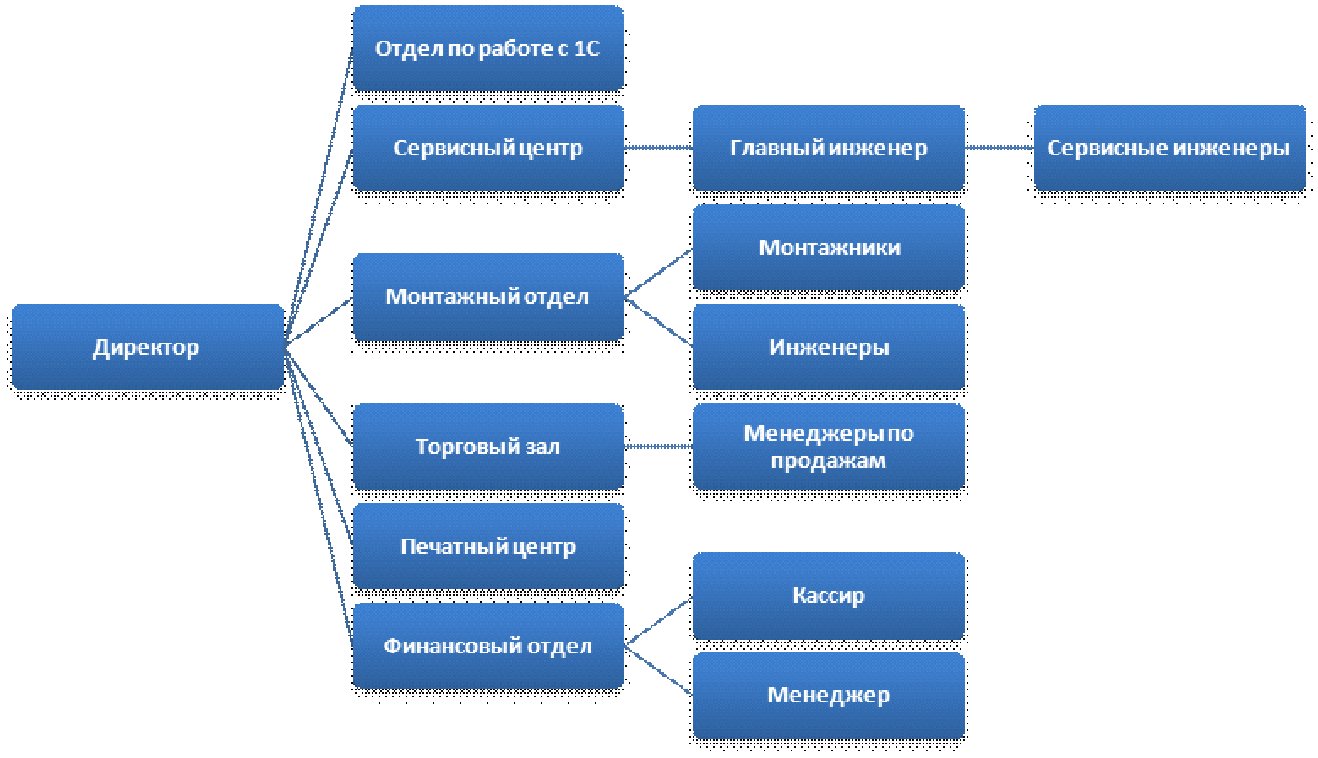 Отдел по работе с 1С
Сервисный центр
Главный инженер
Сервисные инженеры
Монтажники
Монтажный отдел
Директор
Инженеры
Торговый зал
Менеджеры по
продажам
Печатный центр
Кассир
Финансовый отдел
Менеджер